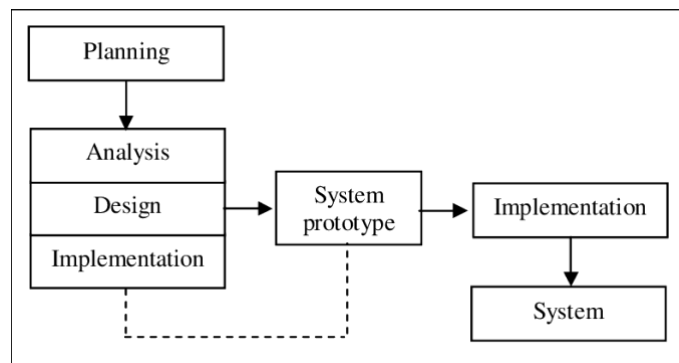 Planning
Analysis
Design
Implementation
System
prototype
Implementation
System